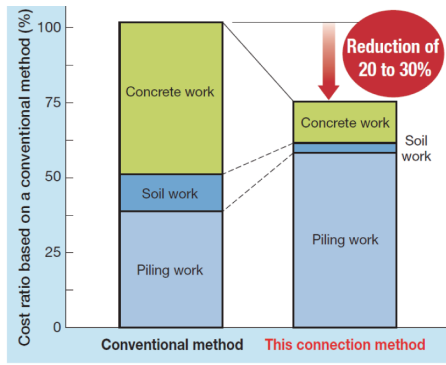 Cost ratio based on a conventional method (%)
100
75
50
25
0
Concrete work
Soil work
Piling work
Reduction of
20 to 30%
Concrete work
Soil
work
Piling work
Conventional method
This connection method